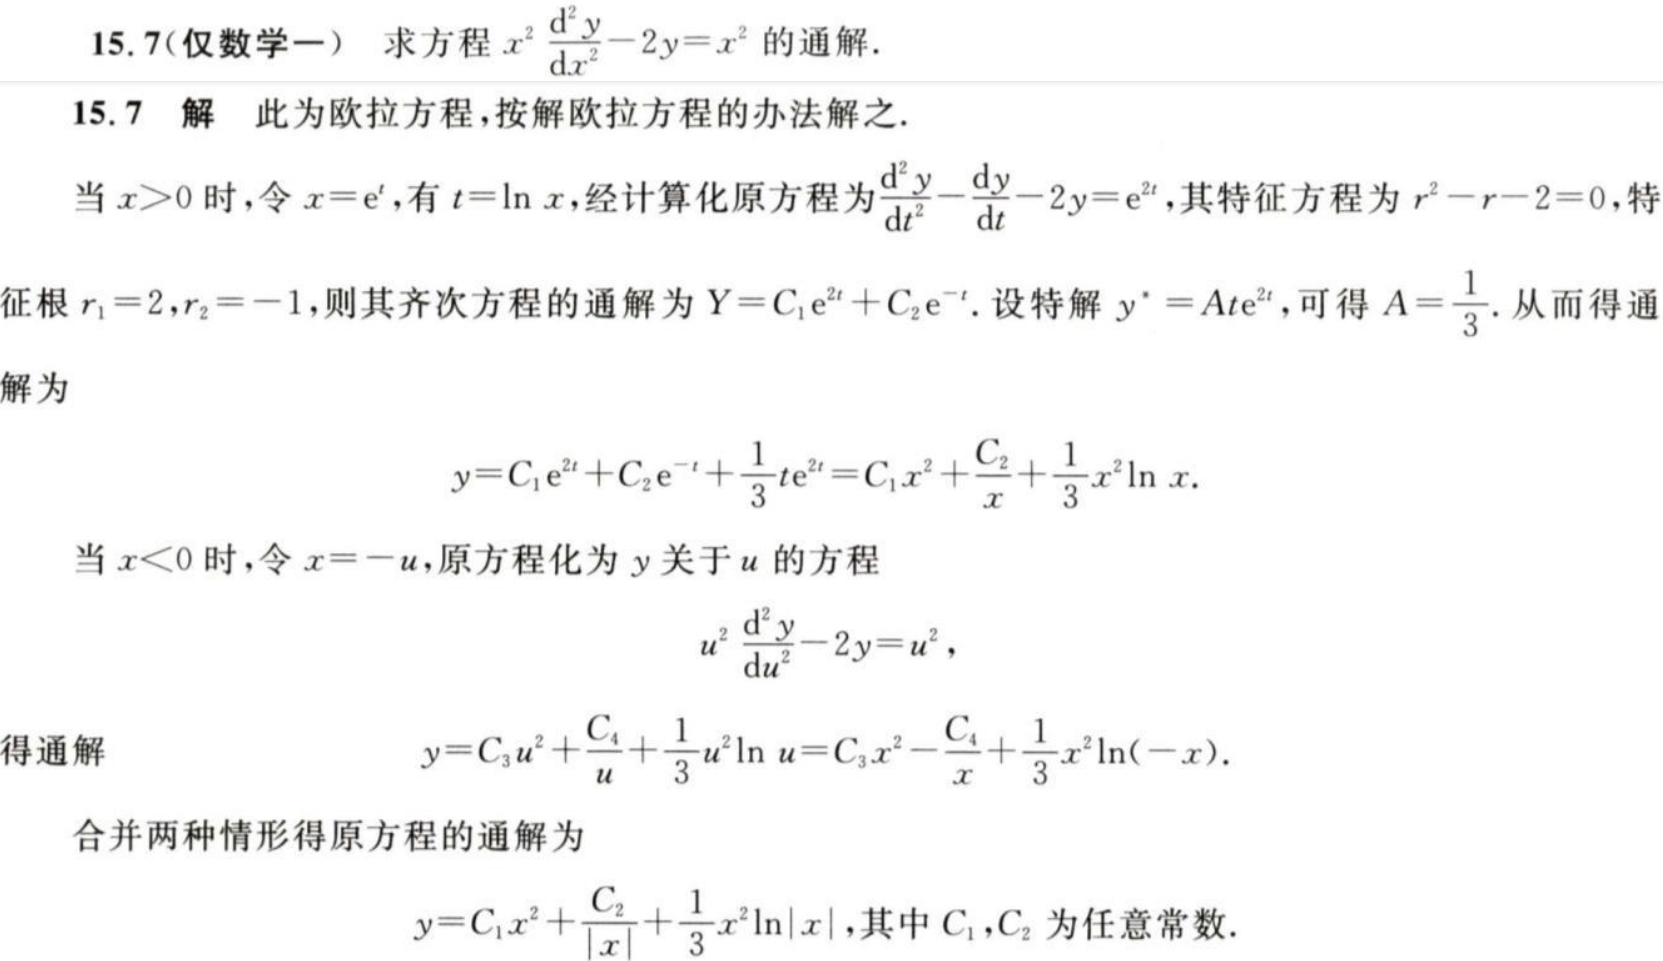 15.7(仅数学一) 求方程 $x^2\frac{d^2y}{dx^2}-2y=x^2$ 的通解.
15.7 解 此为欧拉方程,按解欧拉方程的办法解之.
当 $x>0$ 时,令 $x=e^t$,有 $t=\ln x$,经计算化原方程为$\frac{d^2y}{dt^2}-\frac{dy}{dt}-2y=e^{2t}$,其特征方程为 $r^2-r-2=0$,特
征根 $r_1=2,r_2=-1$,则其齐次方程的通解为 $Y=C_1e^{2t}+C_2e^{-t}$. 设特解 $y^*=Ate^{2t}$,可得 $A=\frac{1}{3}$. 从而得通
解为
$y=C_1e^{2t}+C_2e^{-t}+\frac{1}{3}te^{2t}=C_1x^2+\frac{C_2}{x}+\frac{1}{3}x^2\ln x.$
当 $x<0$ 时,令 $x=-u$,原方程化为 $y$ 关于 $u$ 的方程
$u^2\frac{d^2y}{du^2}-2y=u^2,$
得通解 $y=C_3u^2+\frac{C_4}{u}+\frac{1}{3}u^2\ln u=C_3x^2-\frac{C_4}{x}+\frac{1}{3}x^2\ln(-x).$
合并两种情形得原方程的通解为
$y=C_1x^2+\frac{C_2}{|x|}+\frac{1}{3}x^2\ln|x|$,其中 $C_1,C_2$ 为任意常数.